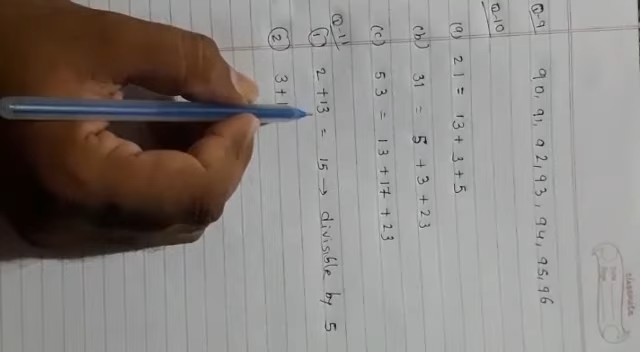 classmate
Q-9 90, 91, 92, 93, 94, 95, 96
Q-10
(a) 21 = 13 + 3 + 5
(b) 31 = 5 + 3 + 23
(c) 53 = 13 + 17 + 23
Q-11
(1) 2 + 13 = 15 → divisible by 5
(2) 3 + 1